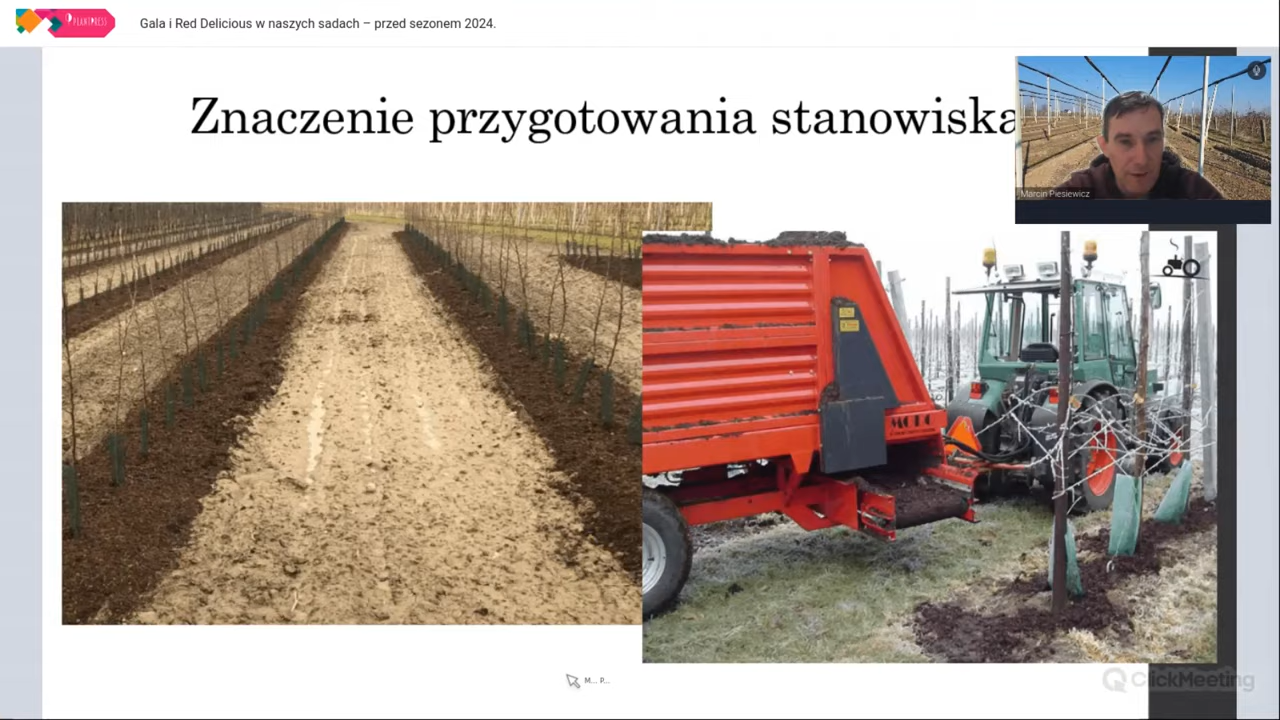 PLANTPRESS
Gala i Red Delicious w naszych sadach – przed sezonem 2024.
Znaczenie przygotowania stanowiska
Marcin Piesiewicz
M... P...
ClickMeeting